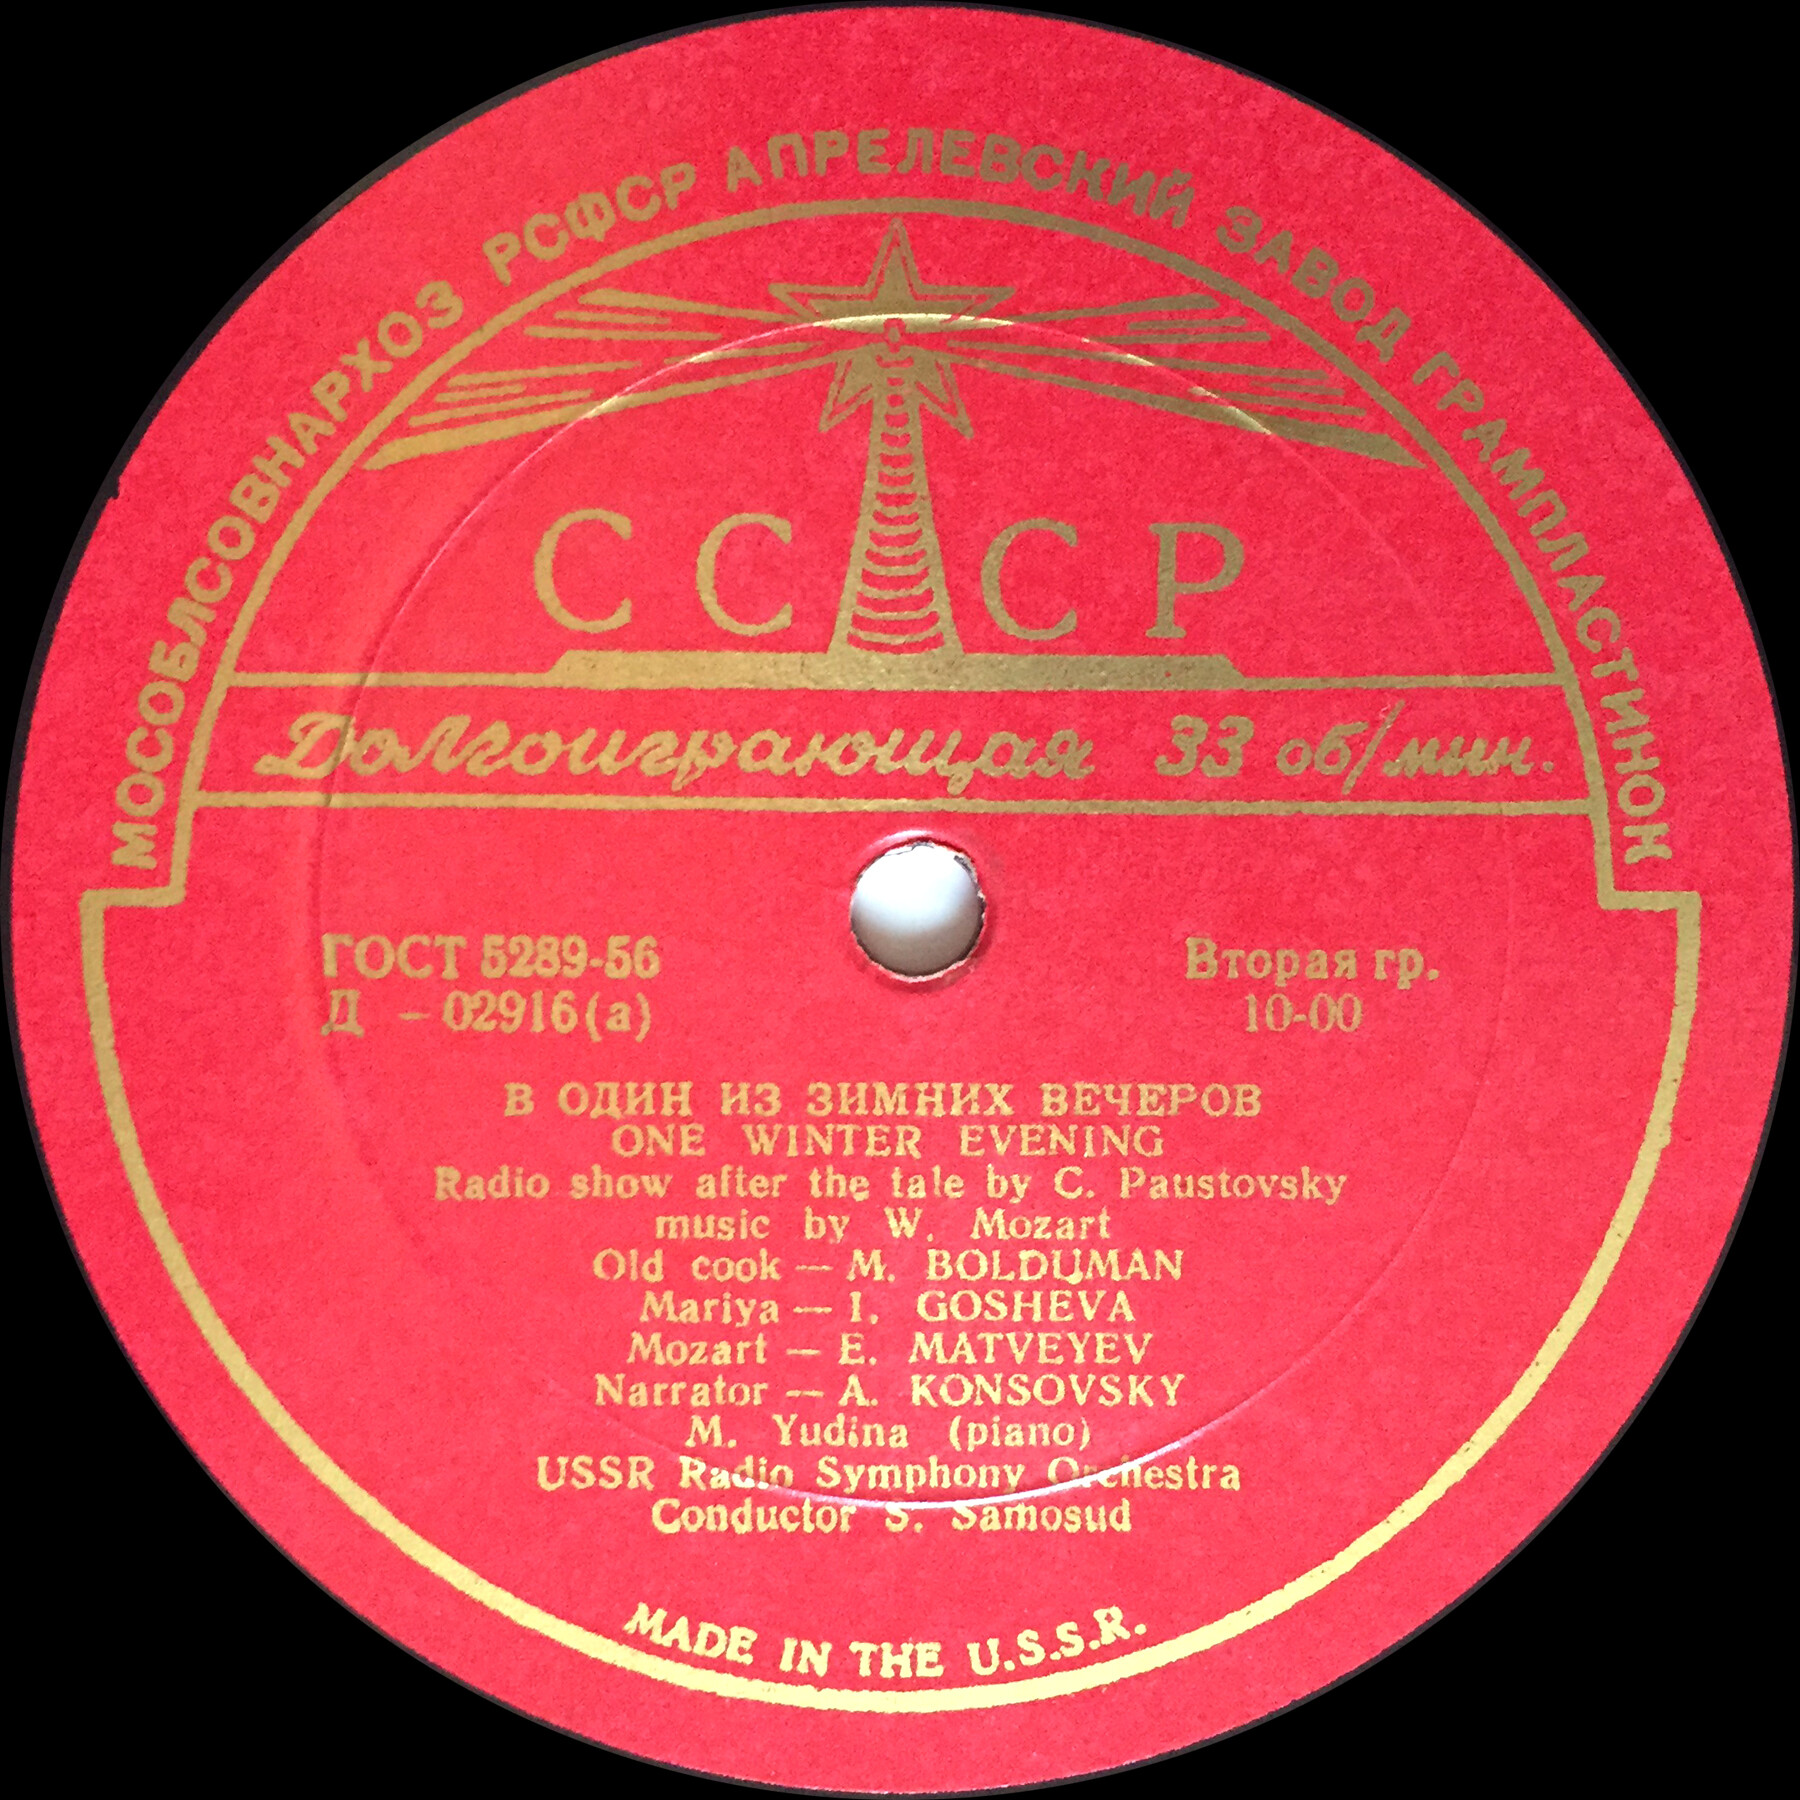 МОСОБЛСОВНАРХОЗ РСФСР АПРЕЛЕВСКИЙ ЗАВОД ГРАМПЛАСТИНОК
СССР
Долгоиграющая 33 об/мин.
ГОСТ 5289-56
Д - 02916(а)
Вторая гр.
10-00
В ОДИН ИЗ ЗИМНИХ ВЕЧЕРОВ
ONE WINTER EVENING
Radio show after the tale by C. Paustovsky
music by W. Mozart
Old cook — M. BOLDUMAN
Mariya — I. GOSHEVA
Mozart — E. MATVEYEV
Narrator — A. KONSOVSKY
M. Yudina (piano)
USSR Radio Symphony Orchestra
Conductor S. Samosud
MADE IN THE U.S.S.R.